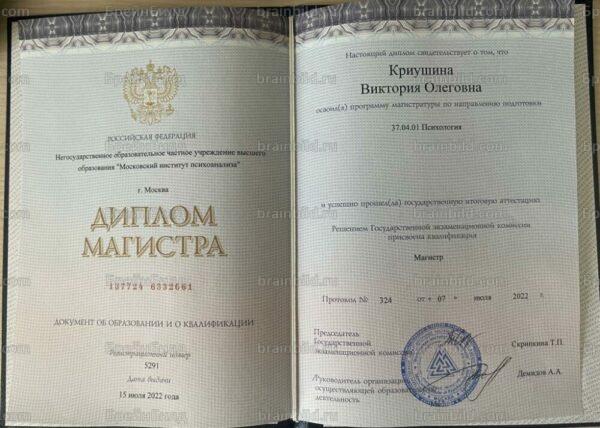 РОССИЙСКАЯ ФЕДЕРАЦИЯ
Негосударственное образовательное частное учреждение высшего
образования "Московский институт психоанализа"
г. Москва
ДИПЛОМ
МАГИСТРА
137724 6332661
ДОКУМЕНТ ОБ ОБРАЗОВАНИИ И О КВАЛИФИКАЦИИ
Регистрационный номер
5291
Дата выдачи
15 июля 2022 года
Настоящий диплом свидетельствует о том, что
Криушина
Виктория Олеговна
освоил(а) программу магистратуры по направлению подготовки
37.04.01 Психология
и успешно прошел(ла) государственную итоговую аттестацию
Решением Государственной экзаменационной комиссии
присвоена квалификация
Магистр
Протокол № 324 от « 07 » июля 2022 г.
Председатель
Государственной
экзаменационной комиссии Скрипкина Т.П.
Руководитель организации,
осуществляющей образовательную Демидов А.А.
деятельность
brainbild.ru
БрейнБилд